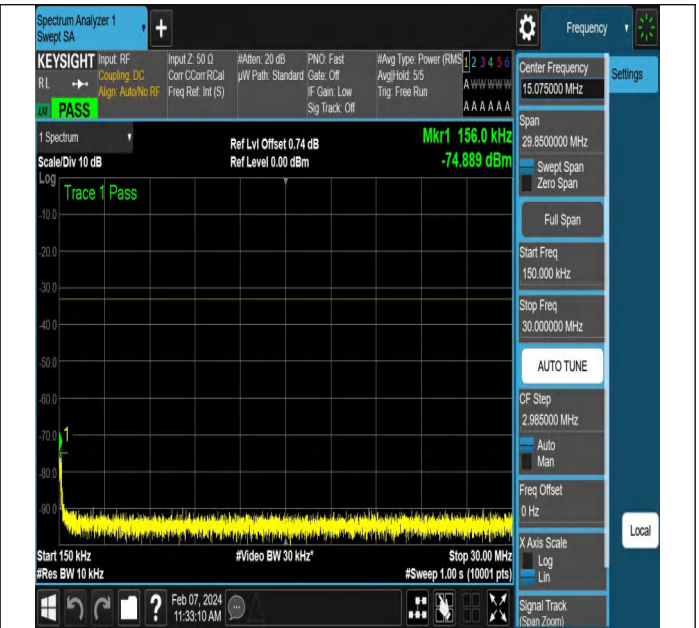 Spectrum Analyzer 1
Swept SA
+
Frequency
KEYSIGHT
RL
PASS
Input: RF
Coupling: DC
Align: Auto/No RF
Input Z: 50 Ω
Corr CCorr RCal
Freq Ref: Int (S)
#Atten: 20 dB
µW Path: Standard
PNO: Fast
Gate: Off
IF Gain: Low
Sig Track: Off
#Avg Type: Power (RMS
Avg|Hold: 5/5
Trig: Free Run
1 2 3 4 5 6
A W W W W W
A A A A A A
Center Frequency
15.075000 MHz
Settings
Span
29.8500000 MHz
Swept Span
Zero Span
Full Span
Start Freq
150.000 kHz
Stop Freq
30.000000 MHz
AUTO TUNE
CF Step
2.985000 MHz
Auto
Man
Freq Offset
0 Hz
X Axis Scale
Log
Lin
Signal Track
(Span Zoom)
Local
1 Spectrum
Scale/Div 10 dB
Ref Lvl Offset 0.74 dB
Ref Level 0.00 dBm
Mkr1 156.0 kHz
-74.889 dBm
Log
Trace 1 Pass
-10.0
-20.0
-30.0
-40.0
-50.0
-60.0
-70.0
1
-80.0
-90.0
Start 150 kHz
#Video BW 30 kHz*
Stop 30.00 MHz
#Res BW 10 kHz
#Sweep 1.00 s (10001 pts)
?
Feb 07, 2024
11:33:10 AM